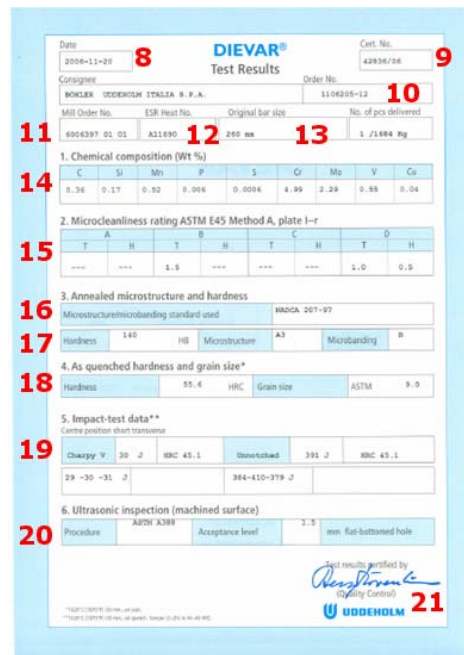 Date
DIEVAR®
Cert. No.
2006-11-20
8
Test Results
42836/06
9
Consignee
Order No.
BÖHLER UDDEHOLM ITALIA S.P.A.
1106205-12
10
Mill Order No.
ESR Heat No.
Original bar size
No. of pcs delivered
11
6006397 01 01
A11690
12
260 mm
13
1 /1684 Kg
1. Chemical composition (Wt %)
14
C Si Mn P S Cr Mo V Cu
0.36 0.17 0.52 0.006 0.0006 4.99 2.29 0.55 0.04
2. Microcleanliness rating ASTM E45 Method A, plate I–r
15
A B C D
T H T H T H T H
--- --- 1.5 --- --- --- 1.0 0.5
3. Annealed microstructure and hardness
16
Microstructure/microbanding standard used
NADCA 207-97
17
Hardness 140 HB Microstructure A3 Microbanding B
4. As quenched hardness and grain size*
18
Hardness 55.6 HRC Grain size ASTM 9.0
5. Impact-test data**
Centre position short transverse
19
Charpy V 30 J HRC 45.1 Unnotched 391 J HRC 45.1
29 -30 -31 J 384-410-379 J
6. Ultrasonic inspection (machined surface)
20
Procedure ASTM A388 Acceptance level 1.5 mm flat-bottomed hole
Test results certified by
(Quality Control)
21
UDDEHOLM